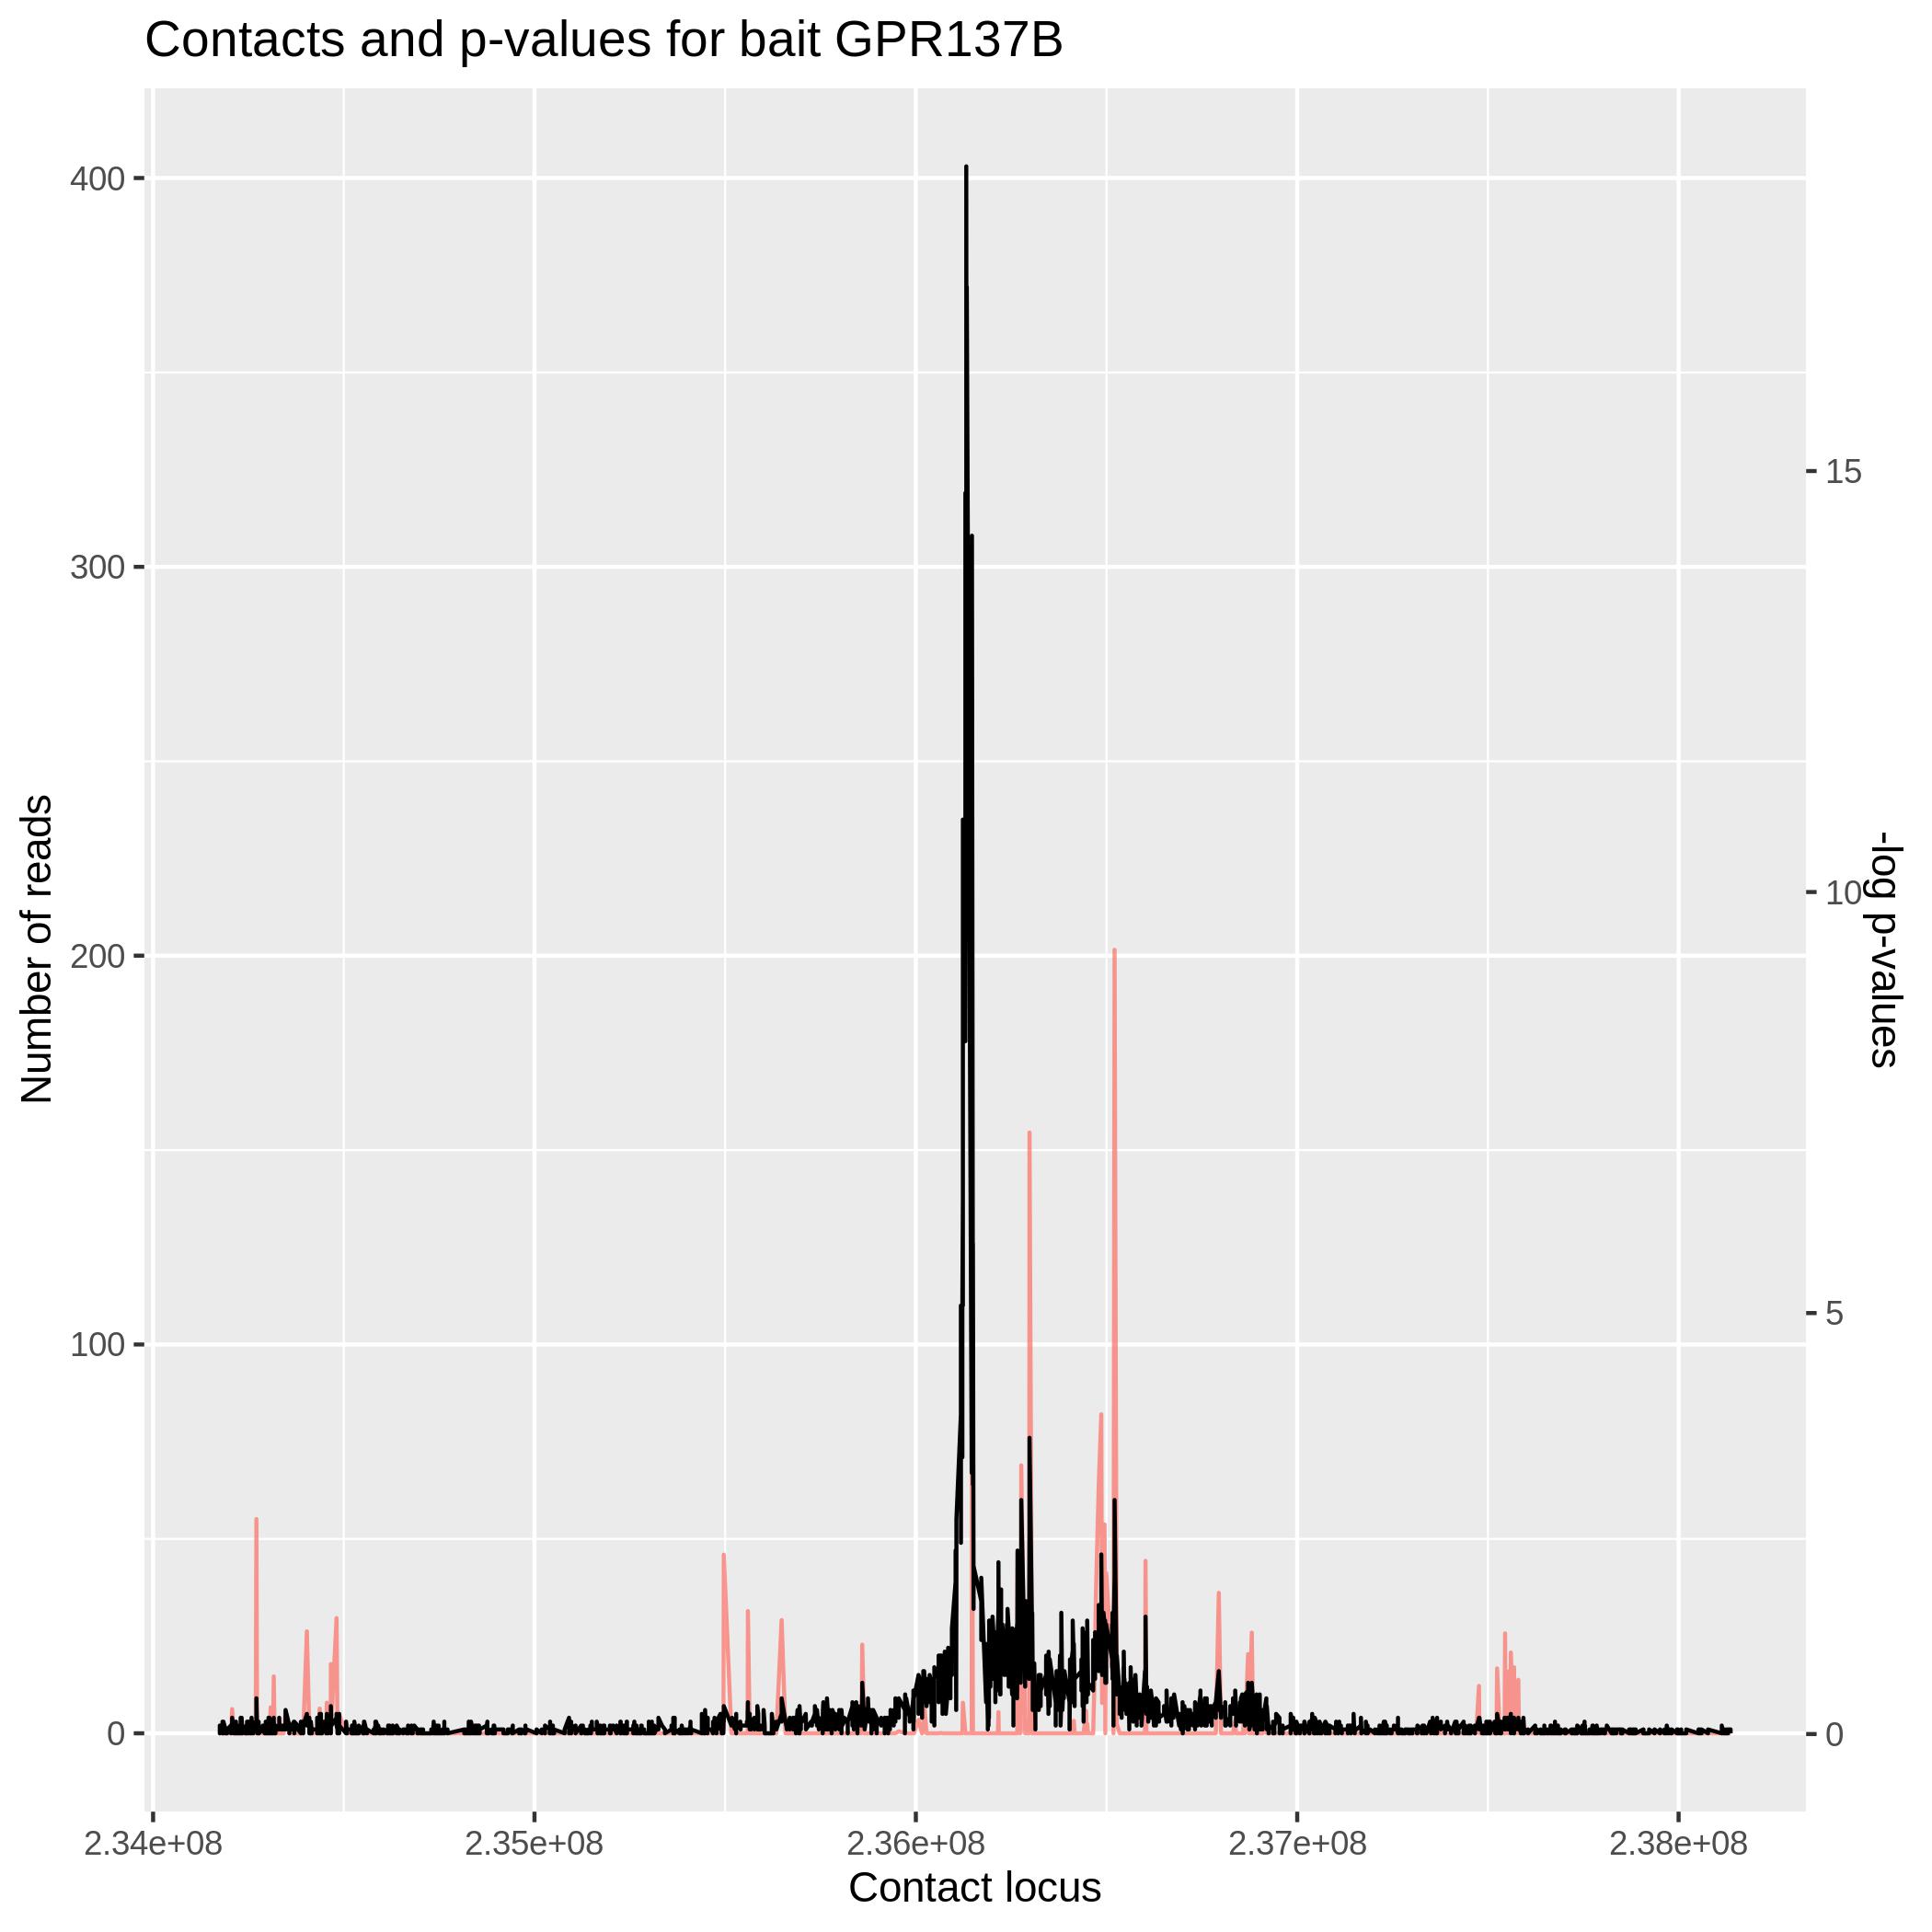 Contacts and p-values for bait GPR137B
400
300
200
100
0
Number of reads
15
10
5
0
-log p-values
2.34e+08
2.35e+08
2.36e+08
2.37e+08
2.38e+08
Contact locus